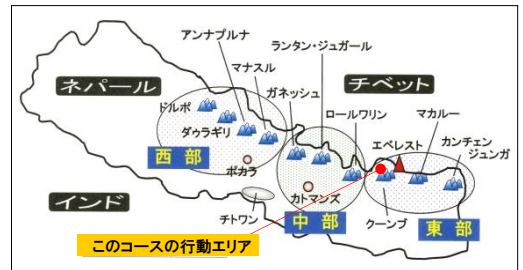 アンナプルナ
ランタン・ジュガール
マナスル
ガネッシュ
チベット
ネパール
ドルポ
ロールワリン
マカルー
エベレスト
カンチェン
ジュンガ
ダウラギリ
西部
ポカラ
カトマンズ
クーンブ
インド
チトワン
中部
東部
このコースの行動エリア